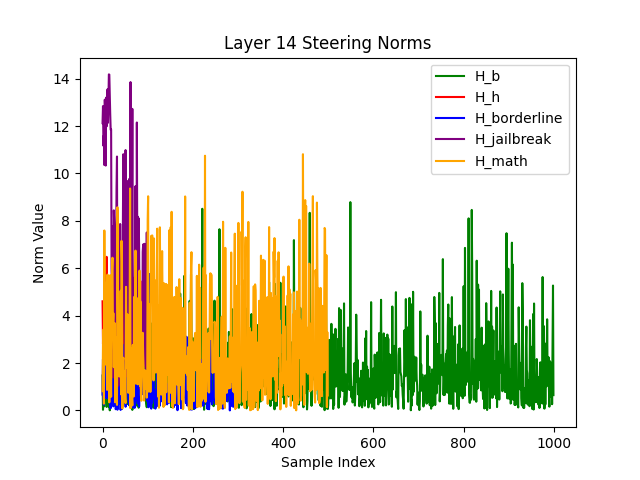 Layer 14 Steering Norms
Norm Value
14
12
10
8
6
4
2
0
H_b
H_h
H_borderline
H_jailbreak
H_math
0 200 400 600 800 1000
Sample Index